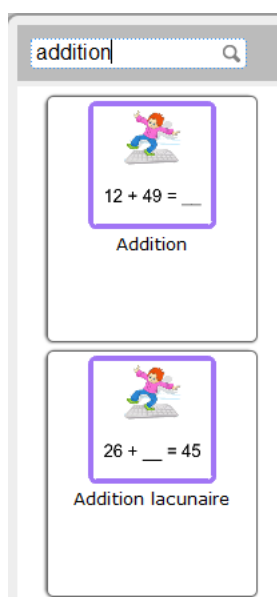 addition
12 + 49 = __
Addition
26 + __ = 45
Addition lacunaire